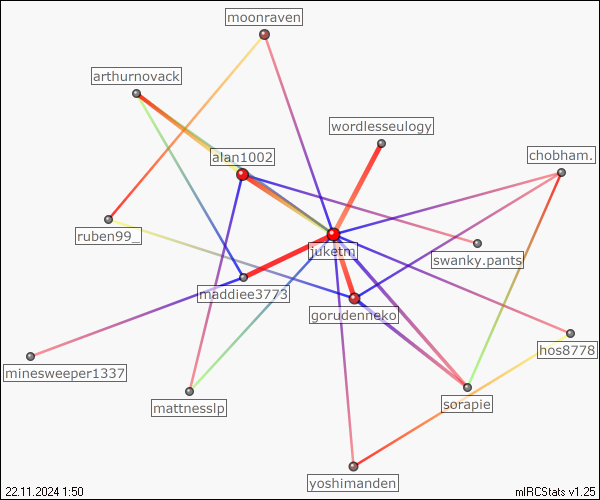 moonraven
arthurnovack
wordlesseulogy
alan1002
chobham.
ruben99_
juketm
swanky.pants
maddiee3773
gorudenneko
hos8778
minesweeper1337
mattnesslp
sorapie
yoshimanden
22.11.2024 1:50
mIRCStats v1.25